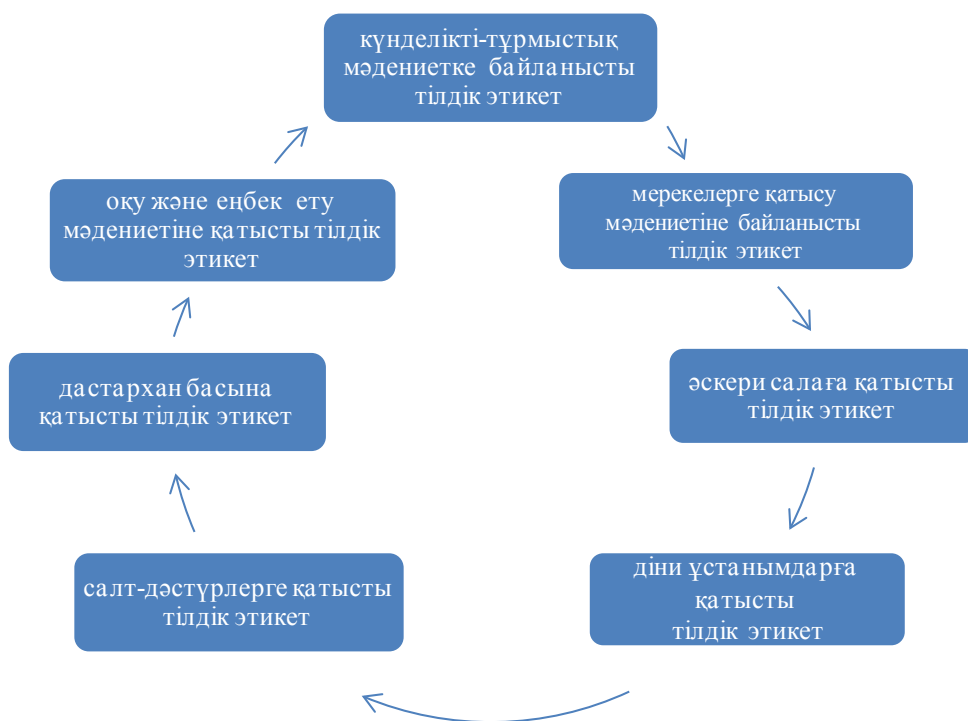 күнделікті-тұрмыстық
мәдениетке байланысты
тілдік этикет
мерекелерге қатысу
мәдениетіне байланысты
тілдік этикет
әскери салаға қатысты
тілдік этикет
діни ұстанымдарға
қатысты
тілдік этикет
салт-дәстүрлерге қатысты
тілдік этикет
дастархан басына
қатысты тілдік этикет
оқу және еңбек ету
мәдениетіне қатысты тілдік
этикет